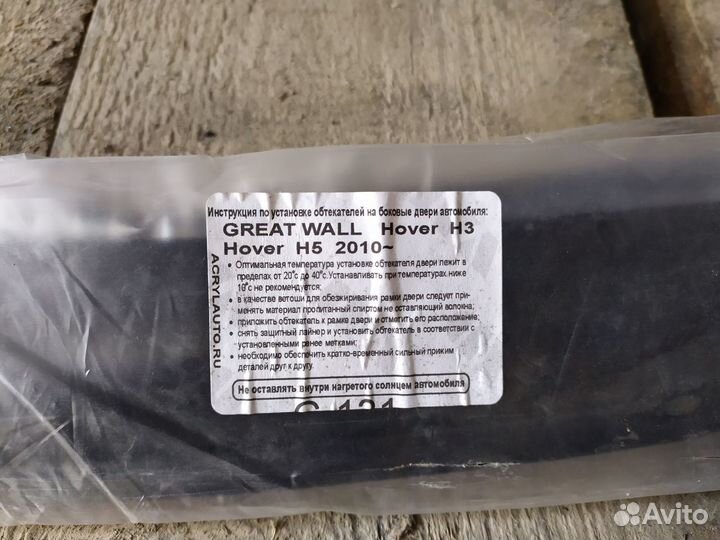 Инструкция по установке обтекателей на боковые двери автомобиля:
GREAT WALL Hover H3
Hover H5 2010~
• Оптимальная температура установке обтекателя двери лежит в
пределах от 20°с до 40°с. Устанавливать при температурах ниже
18°с не рекомендуется;
• в качестве ветоши для обезжиривания рамки двери следует при-
менять материал пропитанный спиртом не оставляющий волокна;
• приложить обтекатель к рамке двери и отметить его расположение;
• снять защитный лайнер и установить обтекатель в соответствии с
установленными ранее метками;
• необходимо обеспечить кратко-временный сильный прижим
деталей друг к другу.
Не оставлять внутри нагретого солнцем автомобиля
ACRYLAUTO.RU
Avito